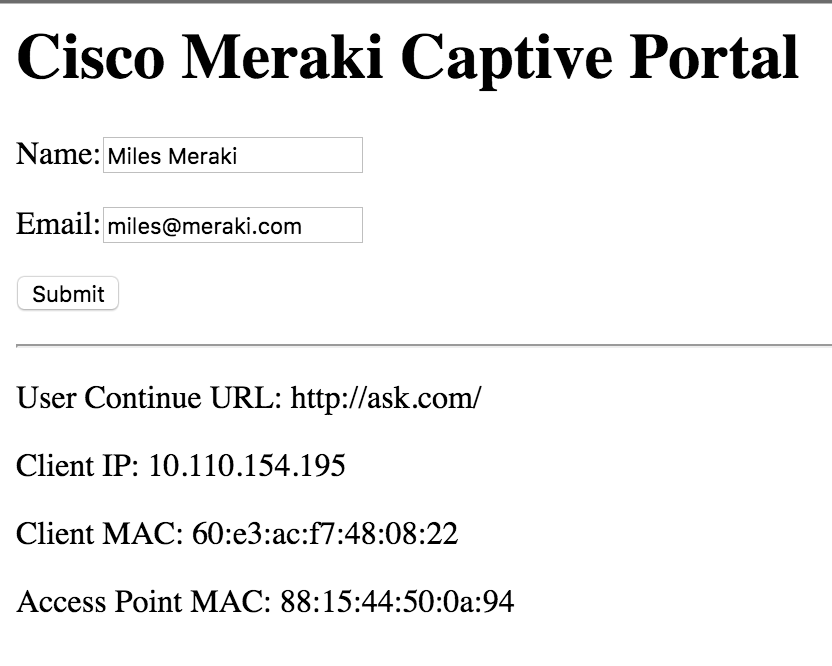 Cisco Meraki Captive Portal
Name: Miles Meraki
Email: miles@meraki.com
Submit
User Continue URL: http://ask.com/
Client IP: 10.110.154.195
Client MAC: 60:e3:ac:f7:48:08:22
Access Point MAC: 88:15:44:50:0a:94